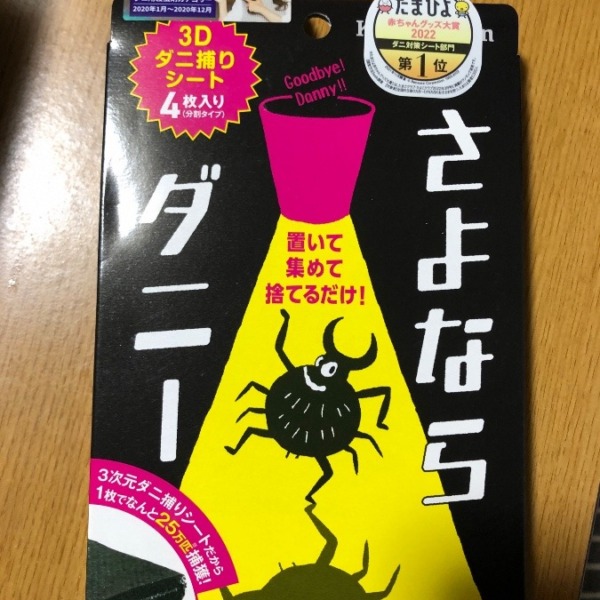 2020年1月～2020年12月
3D
ダニ捕り
シート
4枚入り
(分割タイプ)
Goodbye!
Danny!!
たまひよ
赤ちゃんグッズ大賞
2022
ダニ対策シート部門
第1位
さよなら
ダニー
置いて
集めて
捨てるだけ!
3次元ダニ捕りシートだから
1枚でなんと25万匹捕獲!